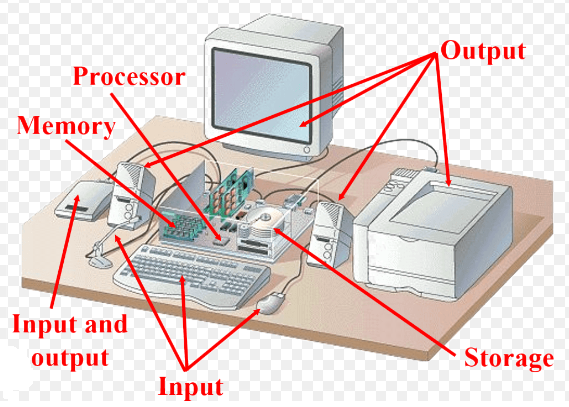 Output
Processor
Memory
Input and
output
Input
Storage